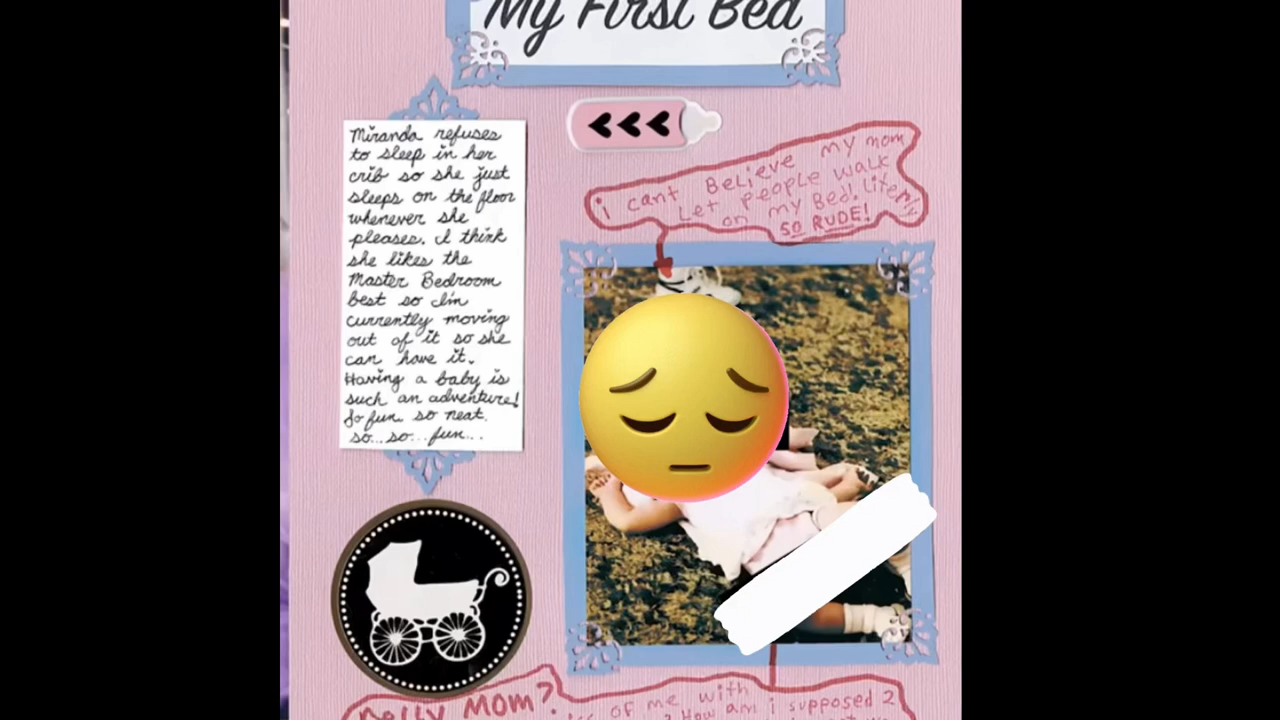 My First Bed
Miranda refuses
to sleep in her
crib so she just
sleeps on the floor
whenever she
pleases. I think
she likes the
Master Bedroom
best so I'm
currently moving
out of it so she
can have it.
Having a baby is
such an adventure!
So fun. so neat.
so... so... fun...
i cant BeLieve my mom
Let people waLK
on my Bed! Literly
SO RUDE!
MOM?
of me with
? How am i supposed 2